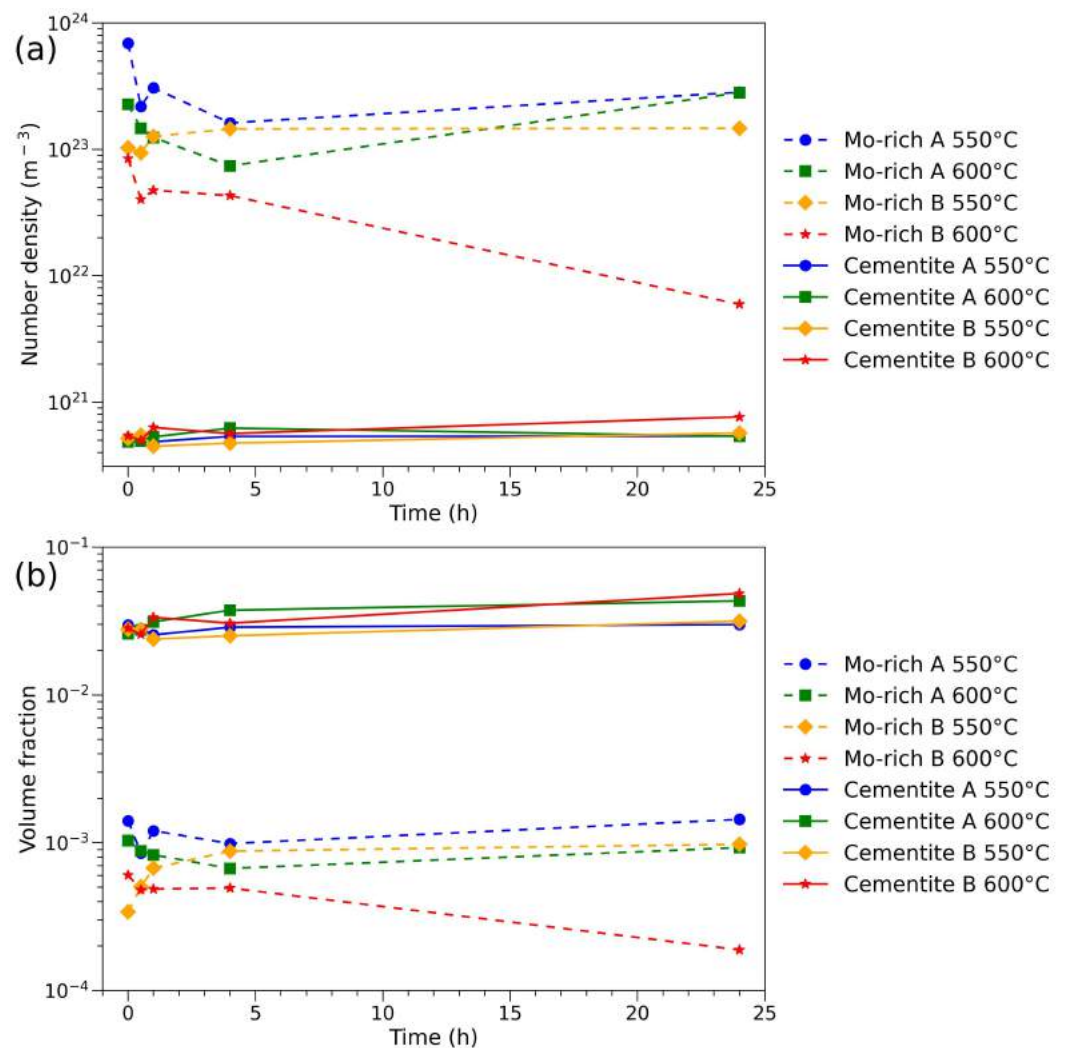 (a)
10^24
10^23
10^22
10^21
Number density (m⁻³)
0 5 10 15 20 25
Time (h)
Mo-rich A 550°C
Mo-rich A 600°C
Mo-rich B 550°C
Mo-rich B 600°C
Cementite A 550°C
Cementite A 600°C
Cementite B 550°C
Cementite B 600°C
(b)
10^-1
10^-2
10^-3
10^-4
Volume fraction
0 5 10 15 20 25
Time (h)
Mo-rich A 550°C
Mo-rich A 600°C
Mo-rich B 550°C
Mo-rich B 600°C
Cementite A 550°C
Cementite A 600°C
Cementite B 550°C
Cementite B 600°C